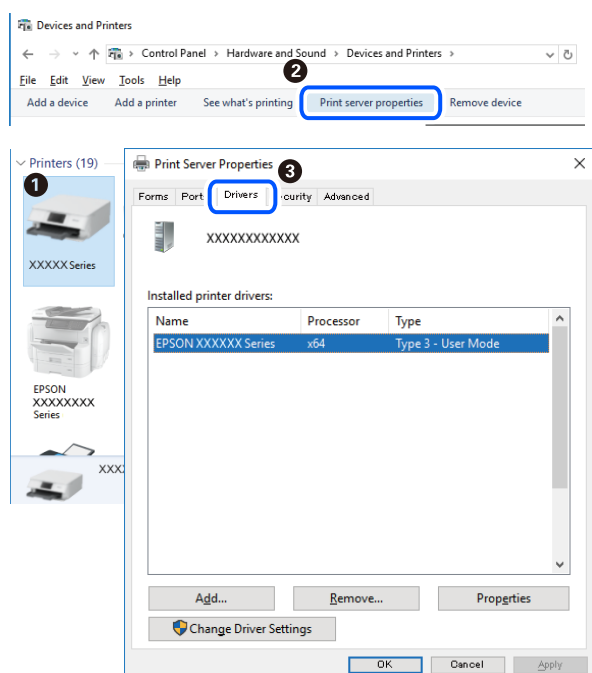 Devices and Printers
Control Panel > Hardware and Sound > Devices and Printers >
2
File Edit View Tools Help
Add a device Add a printer See what's printing Print server properties Remove device
Printers (19)
1
XXXXX Series
EPSON
XXXXXXXX
Series
XXX
Print Server Properties
3
Forms Port Drivers curity Advanced
XXXXXXXXXXXX
Installed printer drivers:
Name Processor Type
EPSON XXXXXX Series x64 Type 3 - User Mode
Add... Remove... Properties
Change Driver Settings
OK Cancel Apply